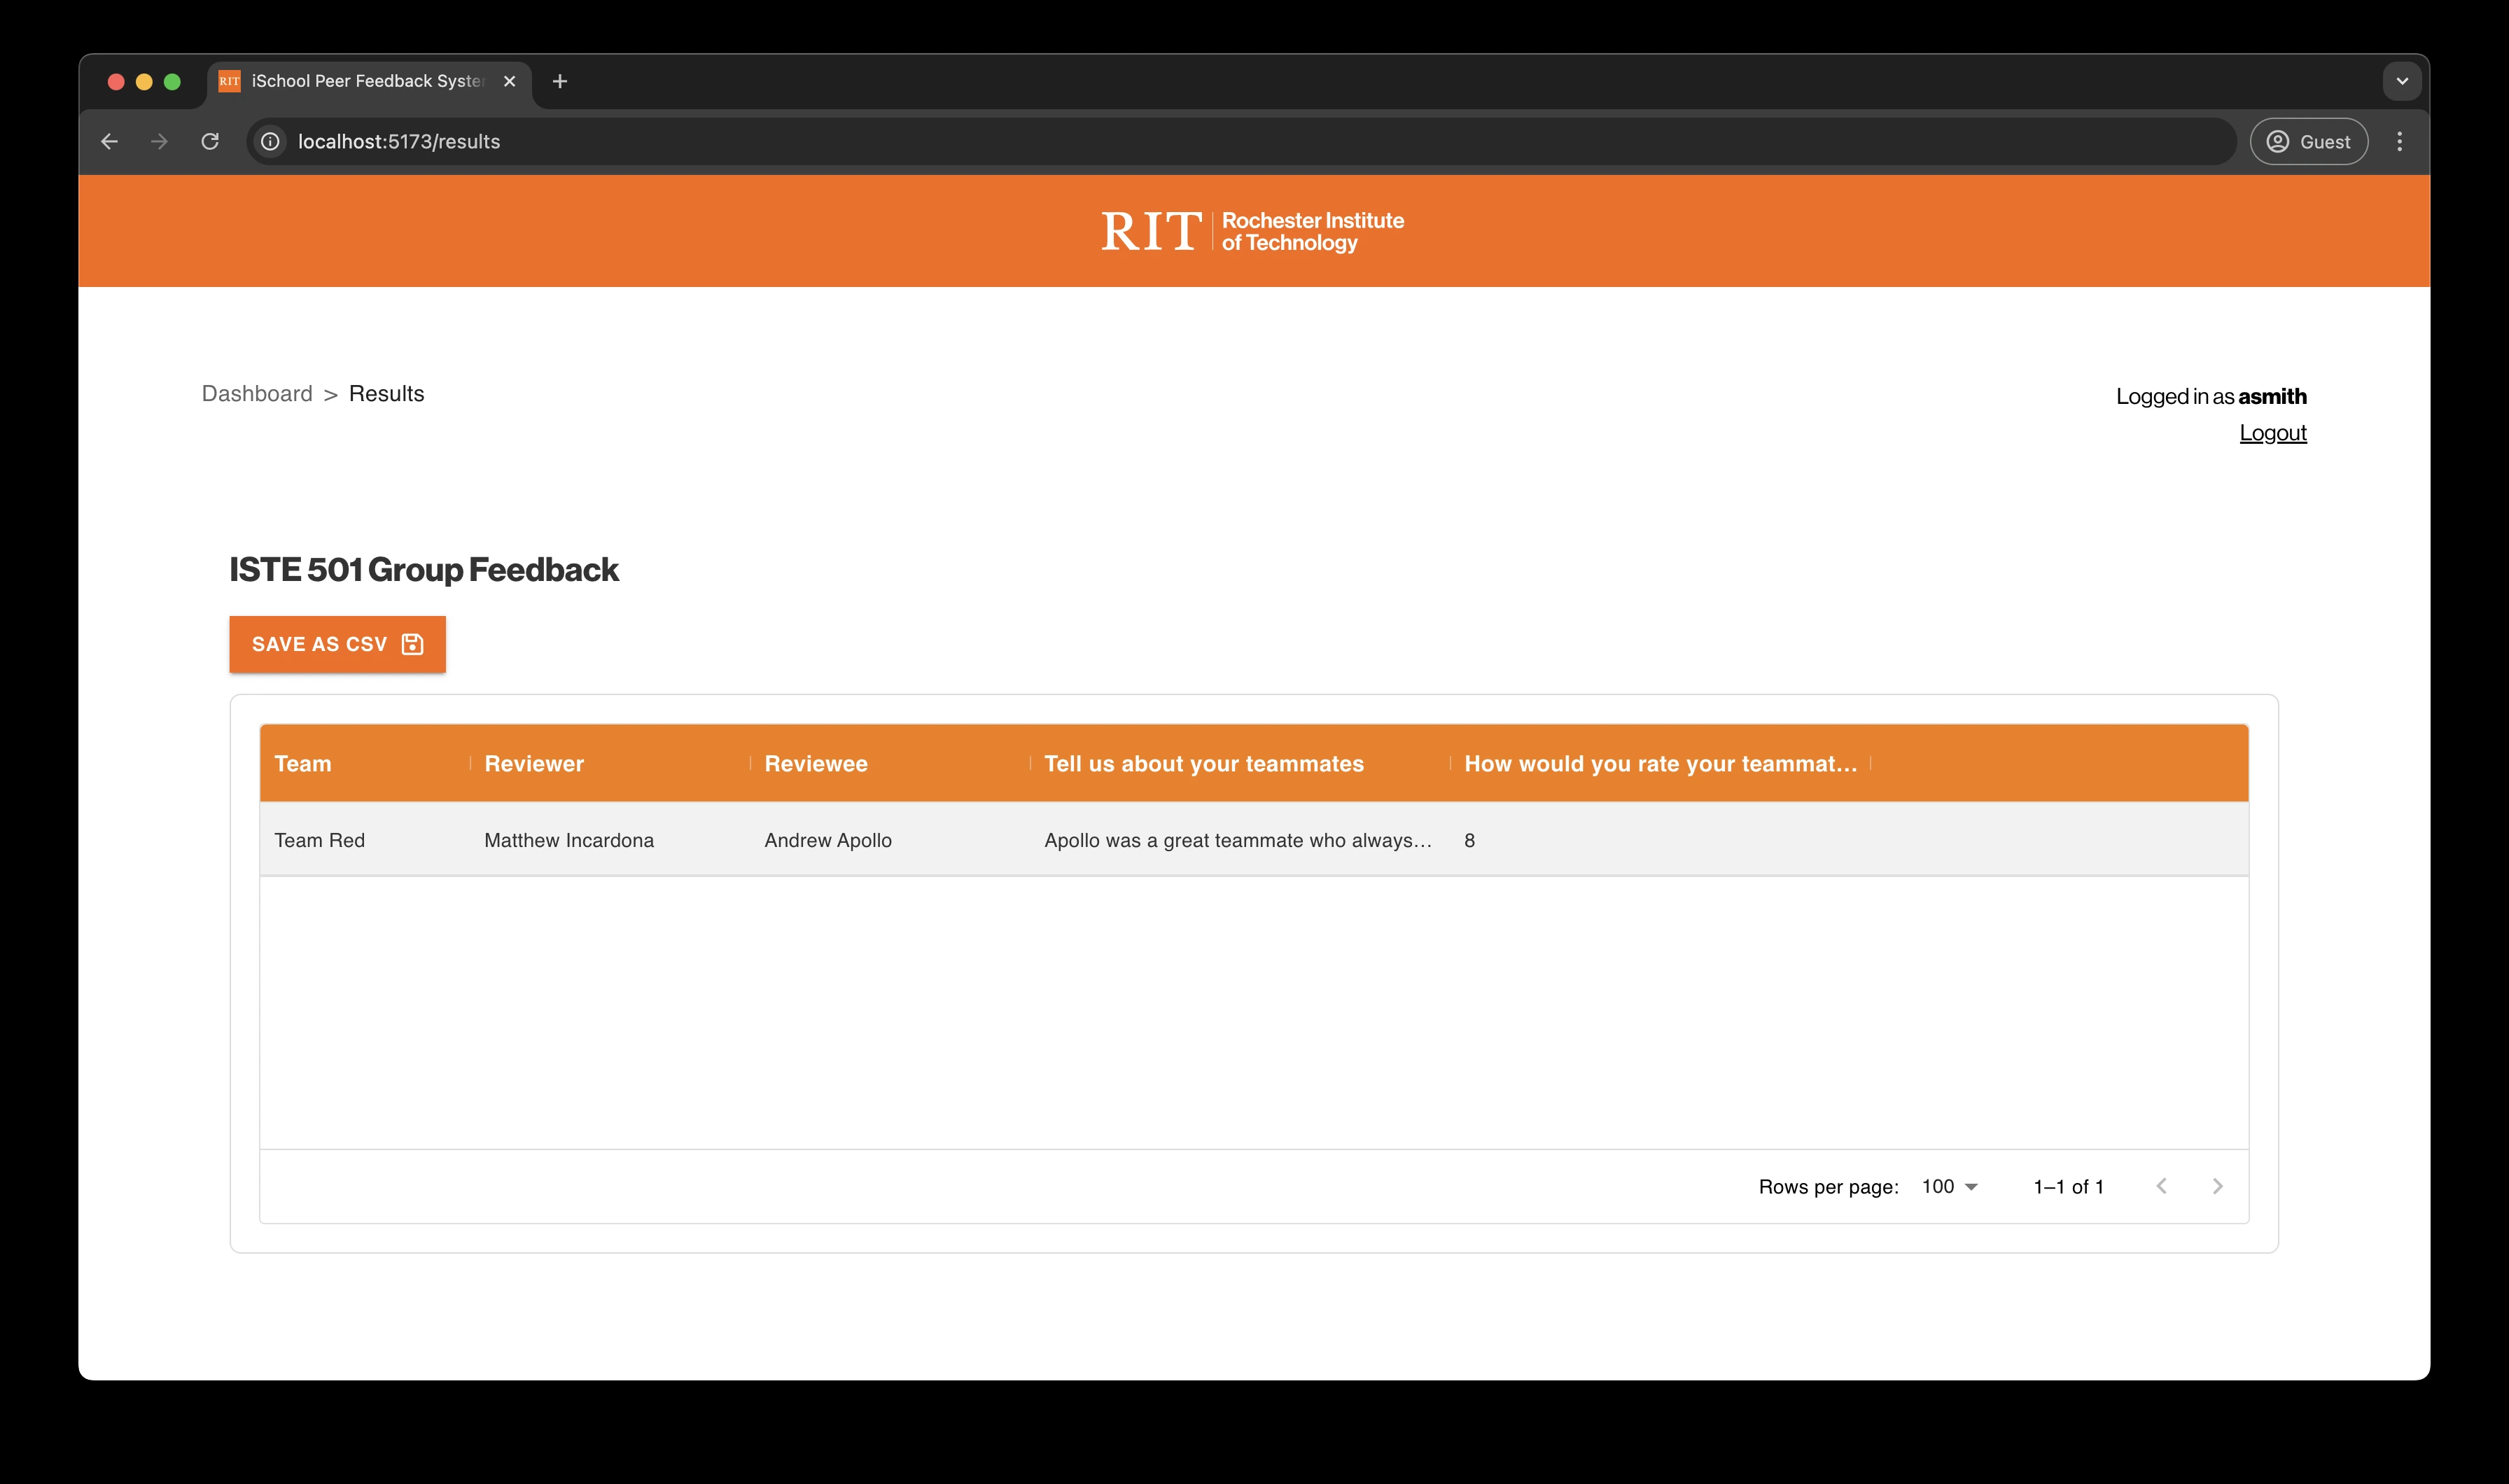 RIT iSchool Peer Feedback Syste
localhost:5173/results
Guest
RIT Rochester Institute
of Technology
Dashboard > Results
Logged in as asmith
Logout
ISTE 501 Group Feedback
SAVE AS CSV
Team Reviewer Reviewee Tell us about your teammates How would you rate your teammat...
Team Red Matthew Incardona Andrew Apollo Apollo was a great teammate who always... 8
Rows per page: 100 1–1 of 1